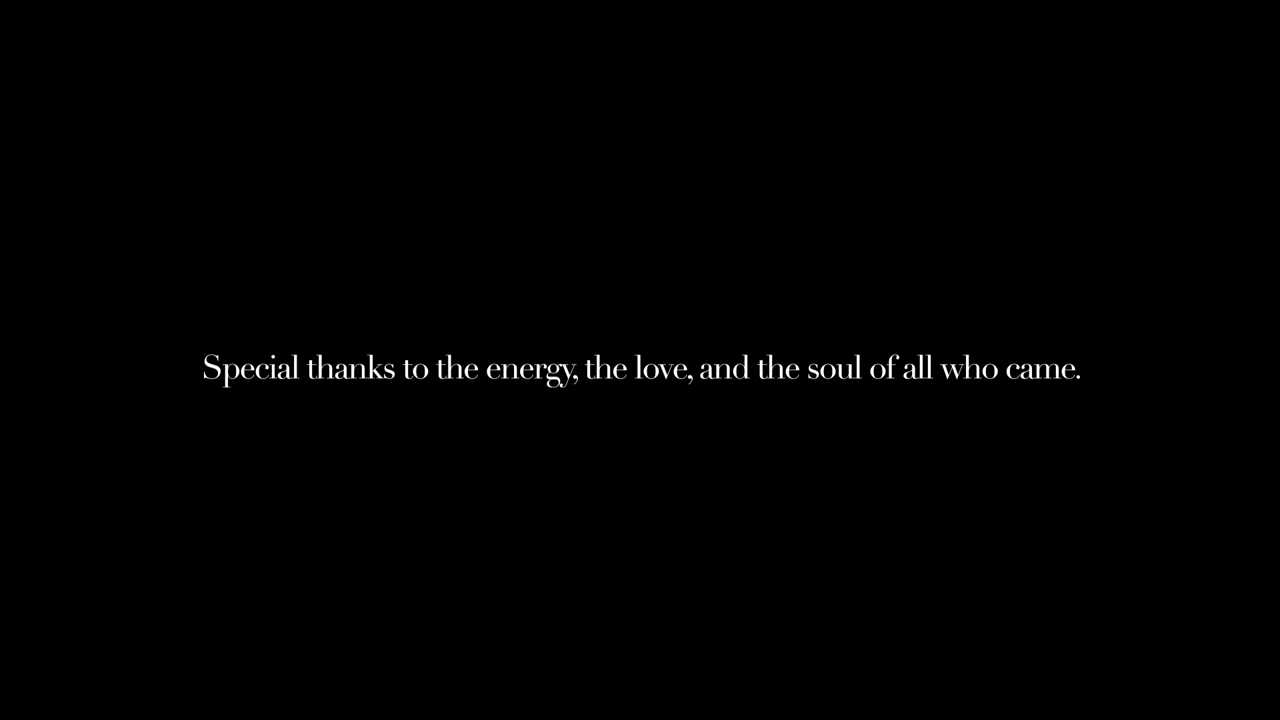 Special thanks to the energy, the love, and the soul of all who came.